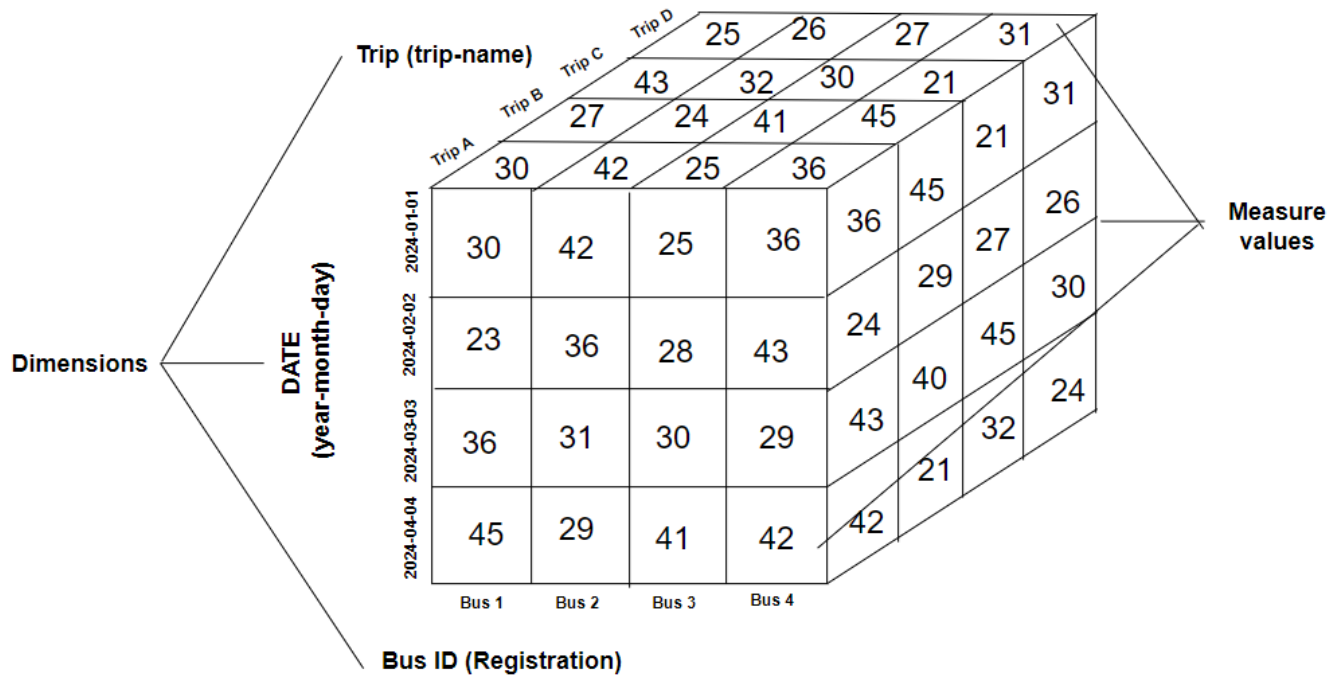 Trip (trip-name)
Trip D
Trip C
Trip B
Trip A
25 26 27 31
43 32 30 21
27 24 41 45
30 42 25 36
Dimensions
DATE
(year-month-day)
2024-01-01
2024-02-02
2024-03-03
2024-04-04
30 42 25 36
23 36 28 43
36 31 30 29
45 29 41 42
36 45 21 31
24 29 27 26
43 40 45 30
42 21 32 24
Bus 1 Bus 2 Bus 3 Bus 4
Bus ID (Registration)
Measure
values